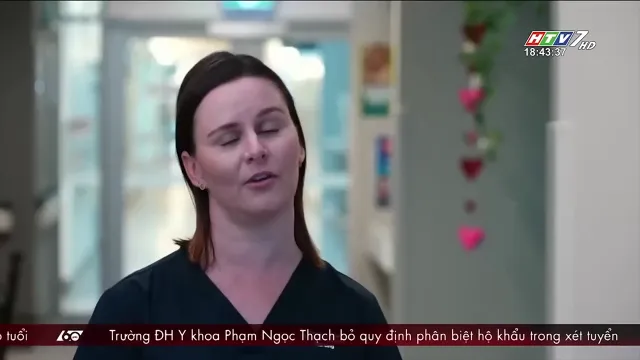 HTV7 HD
18:43:37
tuổi 60 Trường ĐH Y khoa Phạm Ngọc Thạch bỏ quy định phân biệt hộ khẩu trong xét tuyển